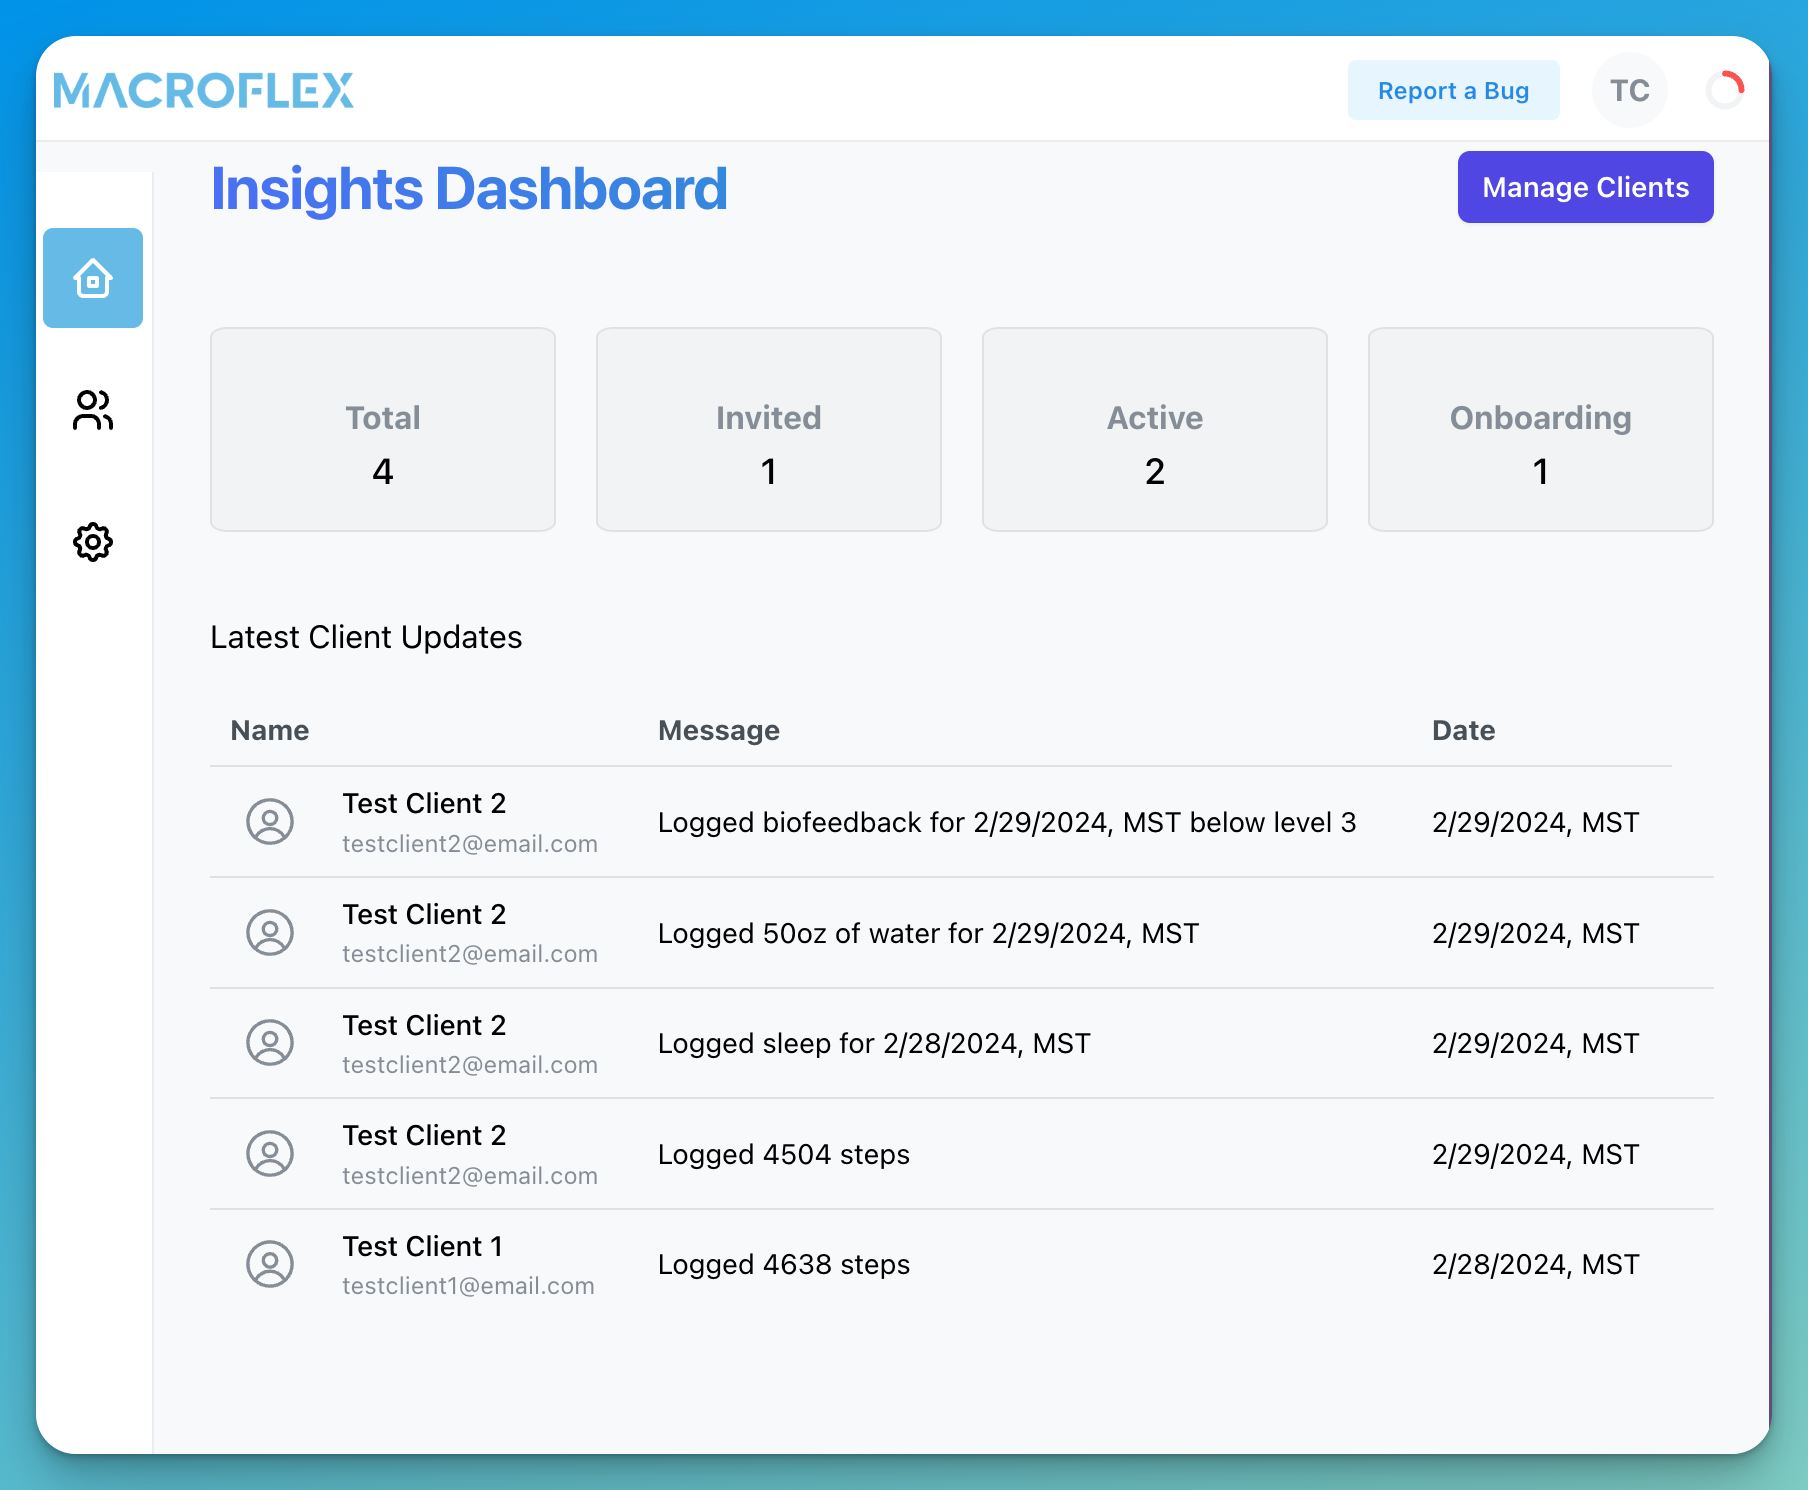 MACROFLEX
Report a Bug
TC
Insights Dashboard
Manage Clients
Total
4
Invited
1
Active
2
Onboarding
1
Latest Client Updates
Name Message Date
Test Client 2
testclient2@email.com
Logged biofeedback for 2/29/2024, MST below level 3
2/29/2024, MST
Test Client 2
testclient2@email.com
Logged 50oz of water for 2/29/2024, MST
2/29/2024, MST
Test Client 2
testclient2@email.com
Logged sleep for 2/28/2024, MST
2/29/2024, MST
Test Client 2
testclient2@email.com
Logged 4504 steps
2/29/2024, MST
Test Client 1
testclient1@email.com
Logged 4638 steps
2/28/2024, MST